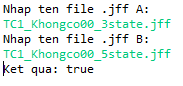 Nhap ten file .jff A:
TC1_Khongco00_3state.jff
Nhap ten file .jff B:
TC1_Khongco00_5state.jff
Ket qua: true